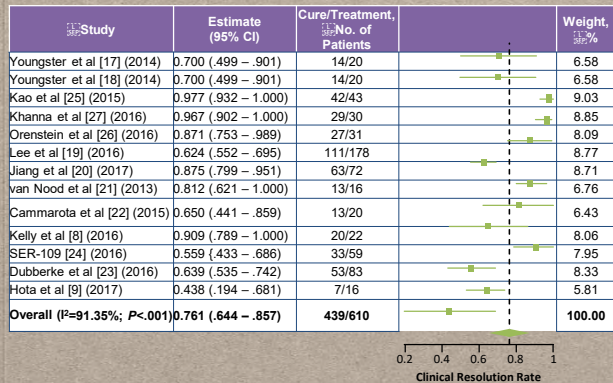 Study Estimate (95% CI) Cure/Treatment, No. of Patients Weight, %
Youngster et al [17] (2014) 0.700 (.499 – .901) 14/20 6.58
Youngster et al [18] (2014) 0.700 (.499 – .901) 14/20 6.58
Kao et al [25] (2015) 0.977 (.932 – 1.000) 42/43 9.03
Khanna et al [27] (2016) 0.967 (.902 – 1.000) 29/30 8.85
Orenstein et al [26] (2016) 0.871 (.753 – .989) 27/31 8.09
Lee et al [19] (2016) 0.624 (.552 – .695) 111/178 8.77
Jiang et al [20] (2017) 0.875 (.799 – .951) 63/72 8.71
van Nood et al [21] (2013) 0.812 (.621 – 1.000) 13/16 6.76
Cammarota et al [22] (2015) 0.650 (.441 – .859) 13/20 6.43
Kelly et al [8] (2016) 0.909 (.789 – 1.000) 20/22 8.06
SER-109 [24] (2016) 0.559 (.433 – .686) 33/59 7.95
Dubberke et al [23] (2016) 0.639 (.535 – .742) 53/83 8.33
Hota et al [9] (2017) 0.438 (.194 – .681) 7/16 5.81
Overall (I²=91.35%; P<.001) 0.761 (.644 – .857) 439/610 100.00
0.2 0.4 0.6 0.8 1
Clinical Resolution Rate